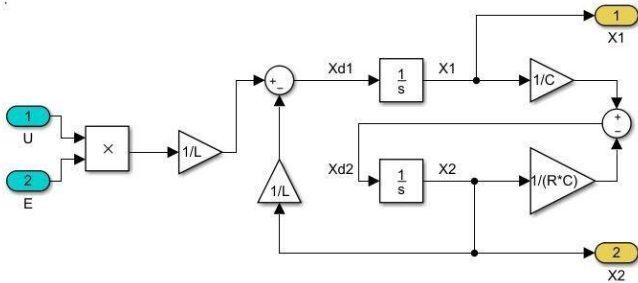 1
X1
Xd1
1
s
X1
1/C
+
−
1
U
×
1/L
+
−
2
E
1/L
Xd2
1
s
X2
1/(R*C)
+
−
2
X2